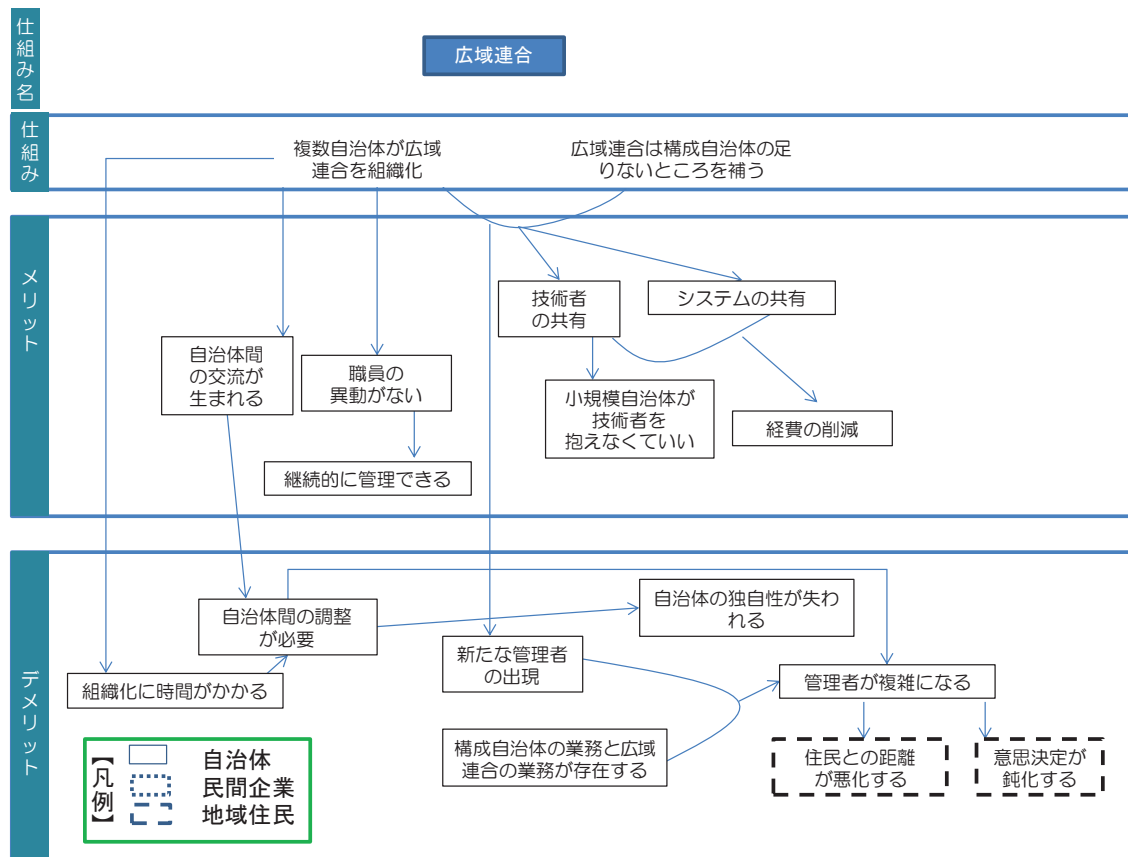 仕組み名
広域連合
仕組み
複数自治体が広域
連合を組織化
広域連合は構成自治体の足
りないところを補う
メリット
技術者
の共有
システムの共有
自治体間
の交流が
生まれる
職員の
異動がない
小規模自治体が
技術者を
抱えなくていい
経費の削減
継続的に管理できる
デメリット
自治体間の調整
が必要
自治体の独自性が失わ
れる
新たな管理者
の出現
組織化に時間がかかる
管理者が複雑になる
構成自治体の業務と広域
連合の業務が存在する
住民との距離
が悪化する
意思決定が
鈍化する
【凡例】
自治体
民間企業
地域住民